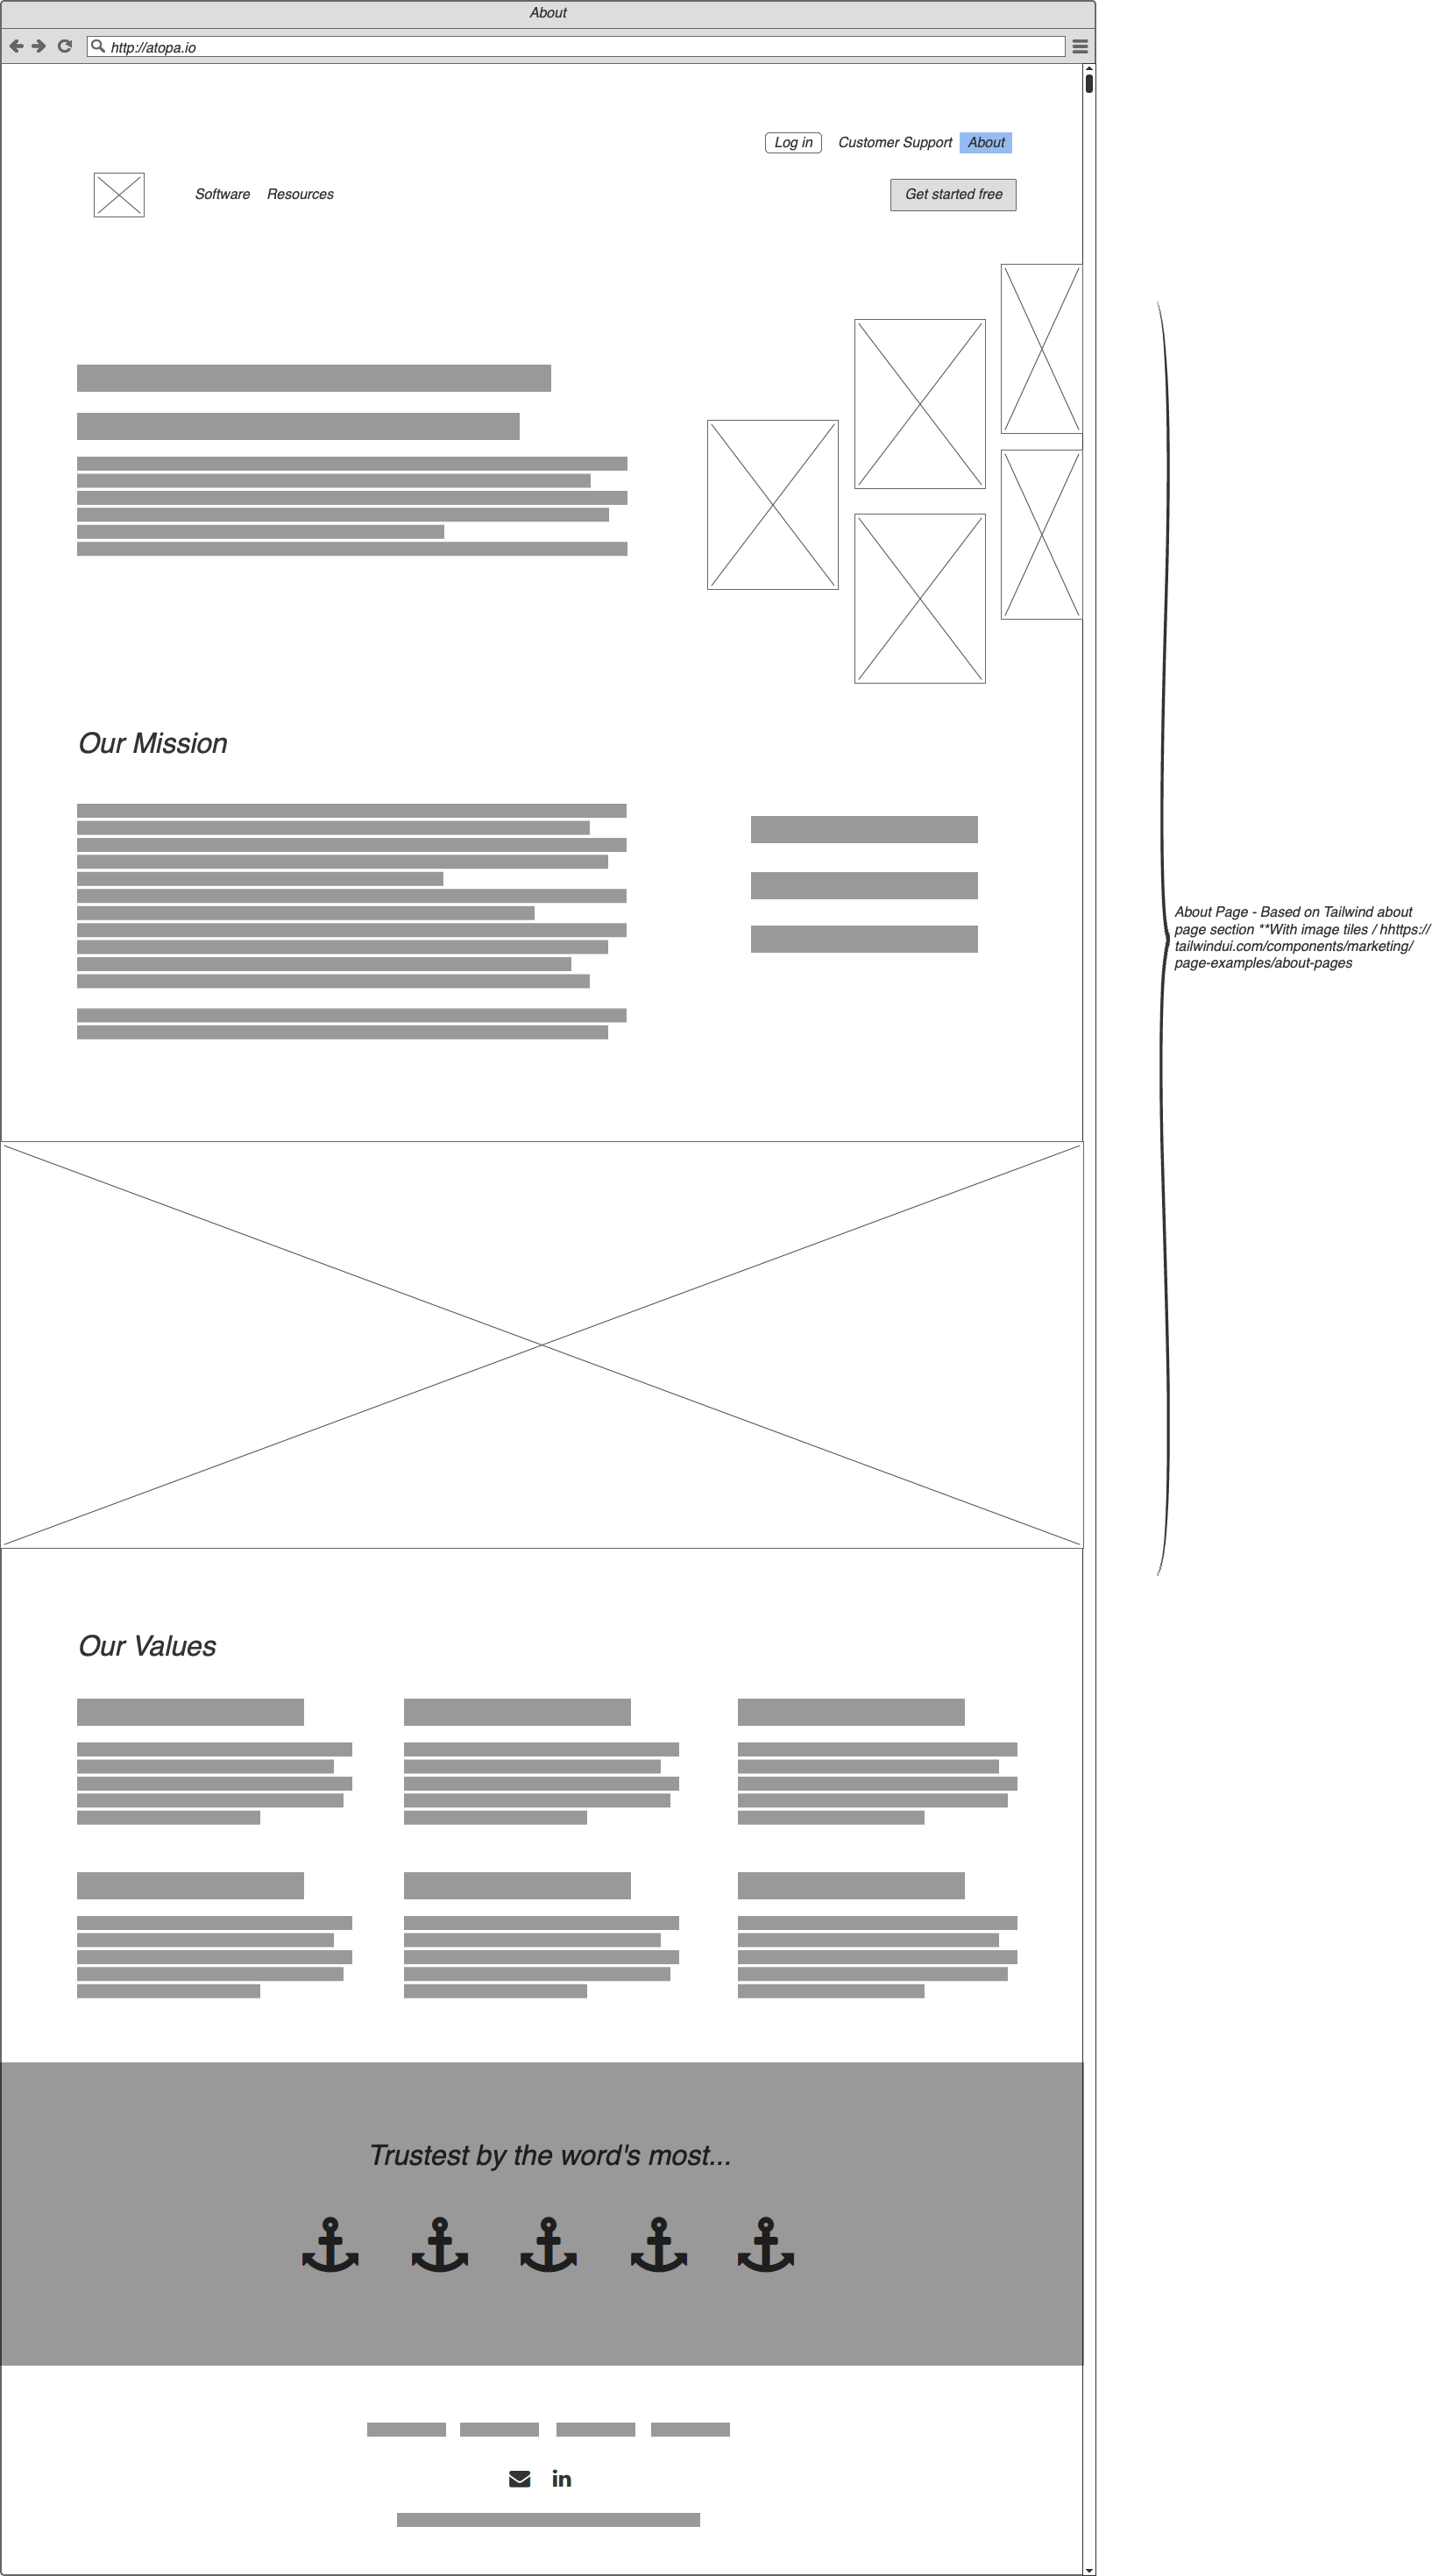 About
http://atopa.io
Log in
Customer Support
About
Software
Resources
Get started free
Our Mission
About Page - Based on Tailwind about
page section **With image tiles / hhttps://
tailwindui.com/components/marketing/
page-examples/about-pages
Our Values
Trustest by the word's most...
in